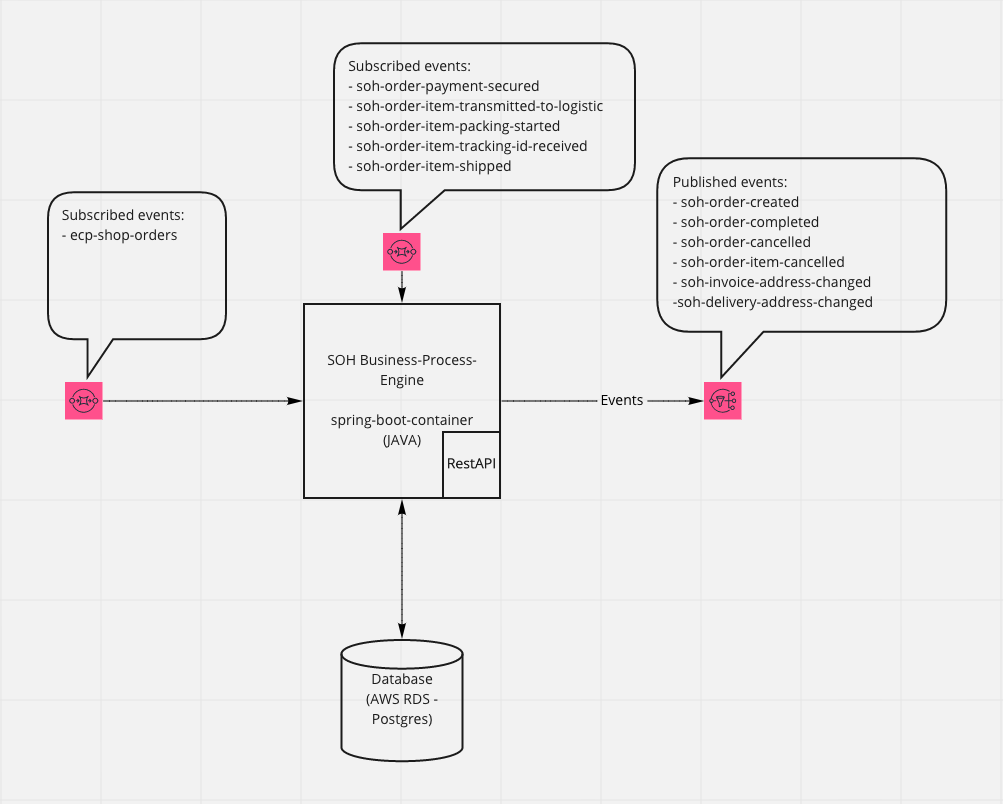 Subscribed events:
- soh-order-payment-secured
- soh-order-item-transmitted-to-logistic
- soh-order-item-packing-started
- soh-order-item-tracking-id-received
- soh-order-item-shipped
Published events:
- soh-order-created
- soh-order-completed
- soh-order-cancelled
- soh-order-item-cancelled
- soh-invoice-address-changed
-soh-delivery-address-changed
Subscribed events:
- ecp-shop-orders
SOH Business-Process-
Engine
spring-boot-container
(JAVA)
RestAPI
Events
Database
(AWS RDS -
Postgres)